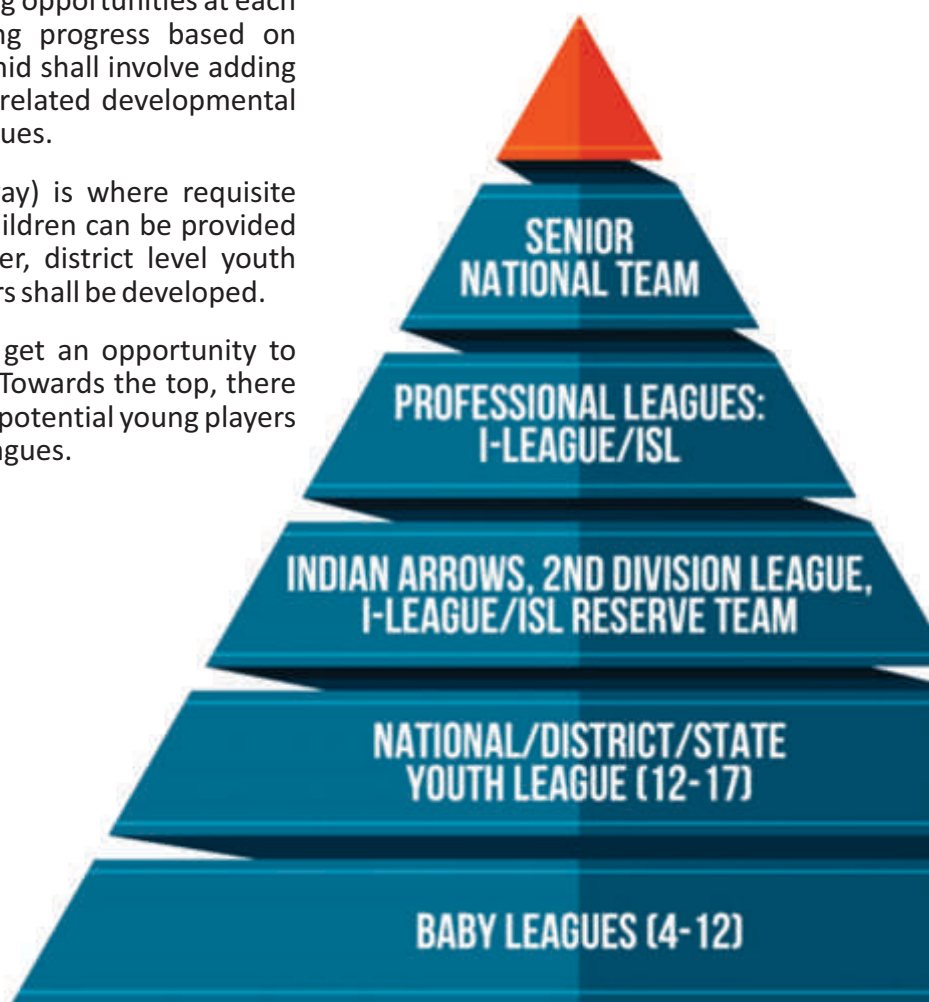 g opportunities at each
ng progress based on
nid shall involve adding
related developmental
ues.
ay) is where requisite
ildren can be provided
er, district level youth
rs shall be developed.
get an opportunity to
Towards the top, there
potential young players
gues.
SENIOR
NATIONAL TEAM
PROFESSIONAL LEAGUES:
I-LEAGUE/ISL
INDIAN ARROWS, 2ND DIVISION LEAGUE,
I-LEAGUE/ISL RESERVE TEAM
NATIONAL/DISTRICT/STATE
YOUTH LEAGUE (12-17)
BABY LEAGUES (4-12)